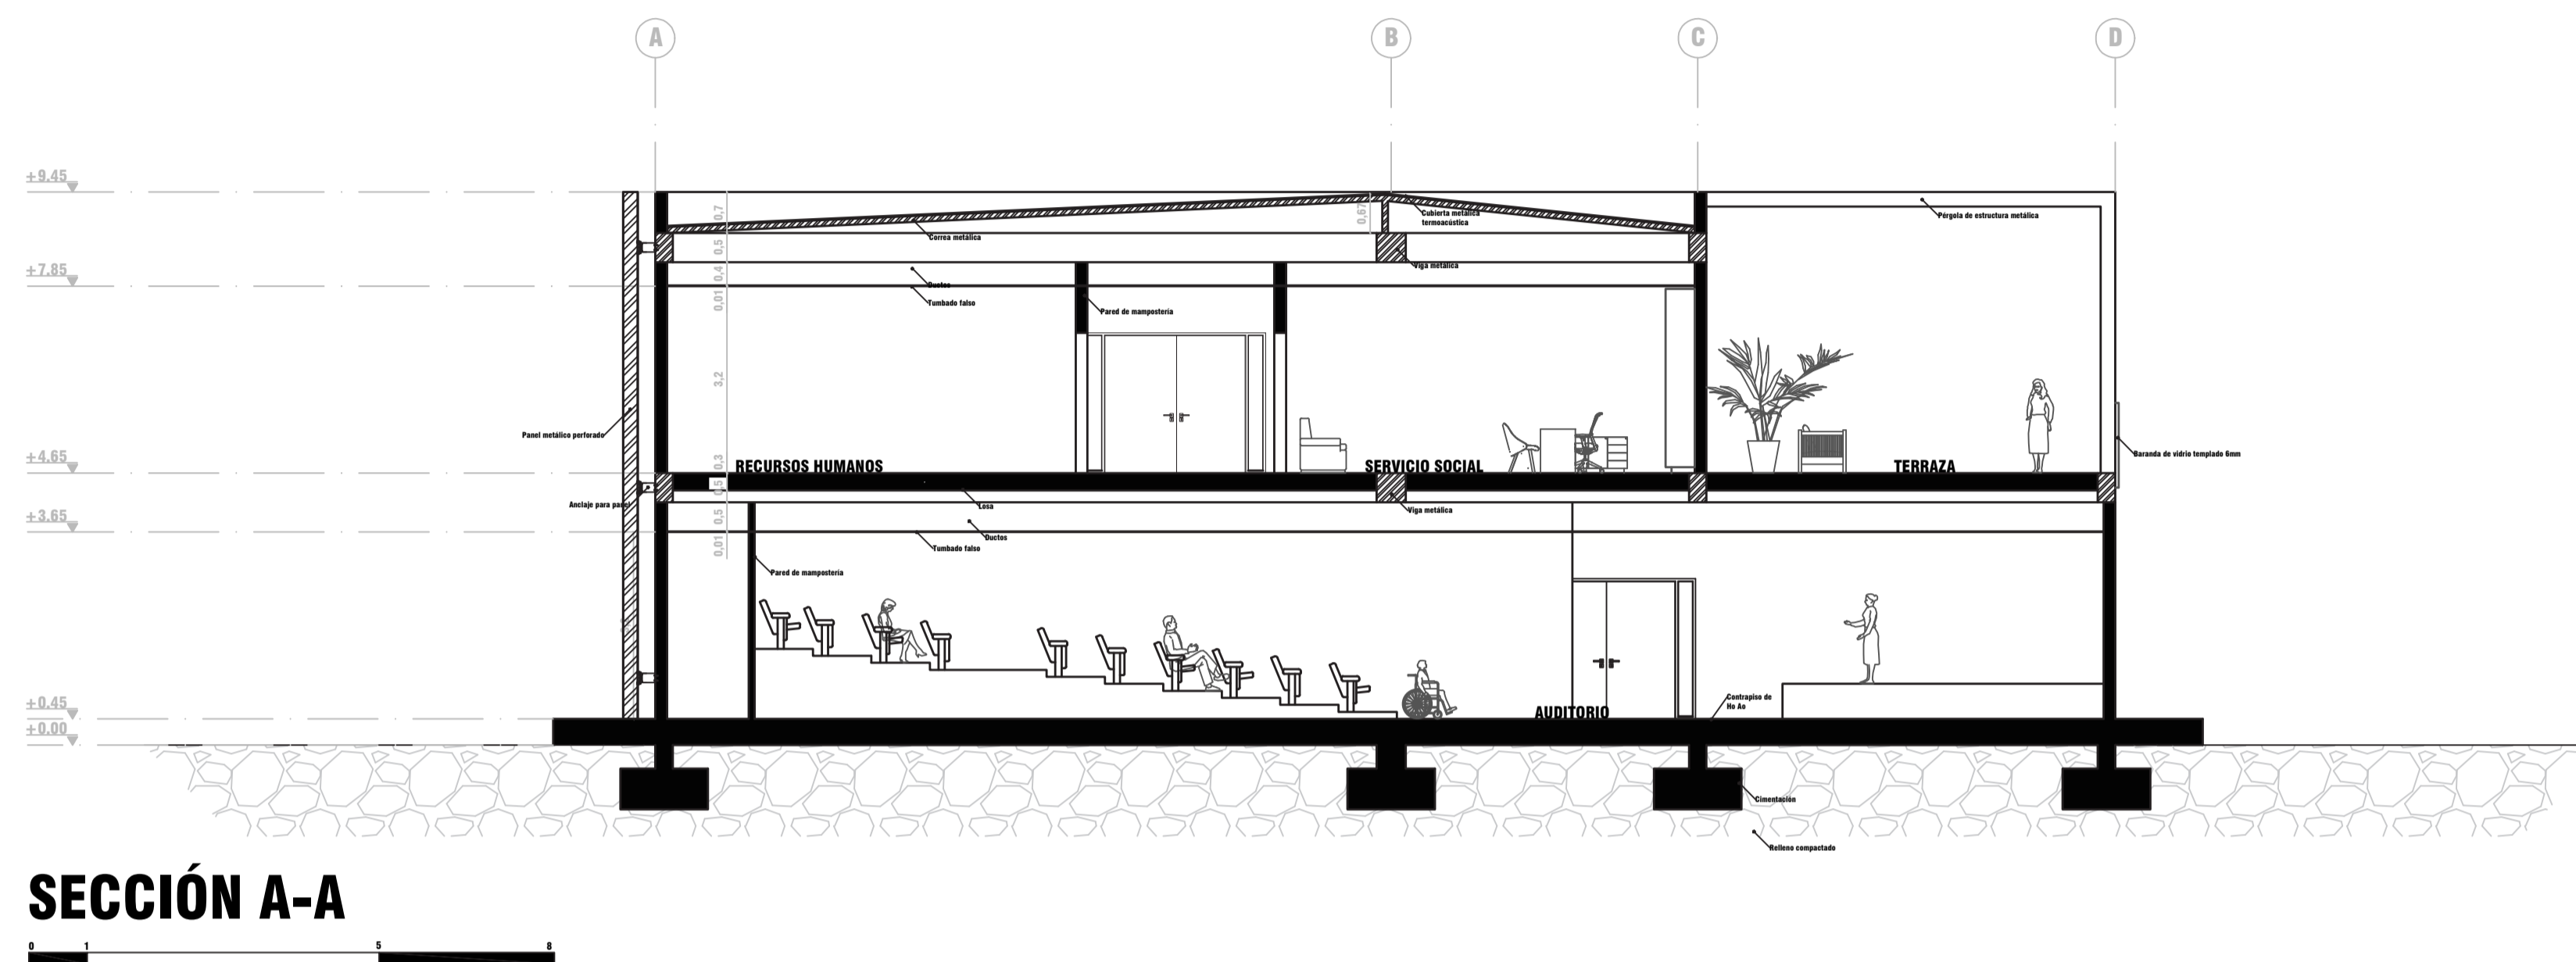 A
B
C
D
+9.45
0,7
0,67
Cubierta metálica
termoacústica
Pérgola de estructura metálica
Correa metálica
0,5
Viga metálica
+7.85
0,4
Ductos
0,01
Tumbado falso
Pared de mampostería
3,2
Panel metálico perforado
Baranda de vidrio templado 6mm
+4.65
0,3
RECURSOS HUMANOS
SERVICIO SOCIAL
TERRAZA
0,5
Anclaje para panel
Losa
Viga metálica
+3.65
0,5
Ductos
0,01
Tumbado falso
Pared de mampostería
+0.45
Contrapiso de
Ho Ao
AUDITORIO
+0.00
Cimentación
Relleno compactado
SECCIÓN A-A
0 1 5 8